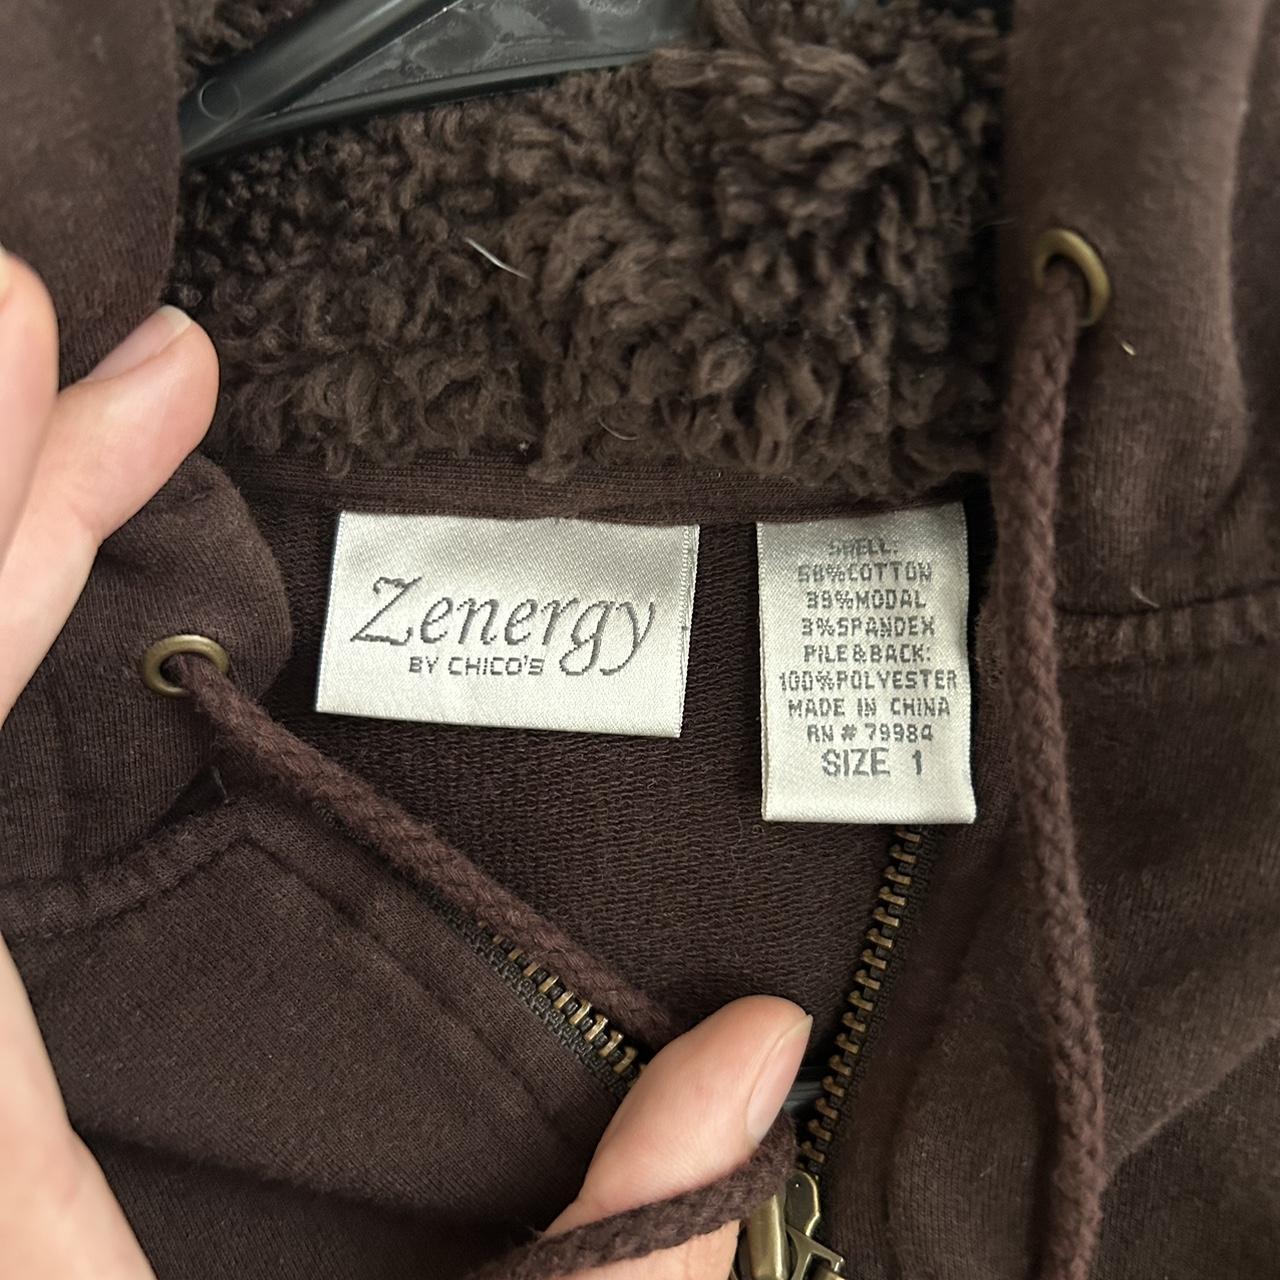 Zenergy
BY CHICO'S
SHELL:
58%COTTON
39%MODAL
3%SPANDEX
PILE&BACK:
100%POLYESTER
MADE IN CHINA
RN # 79984
SIZE 1